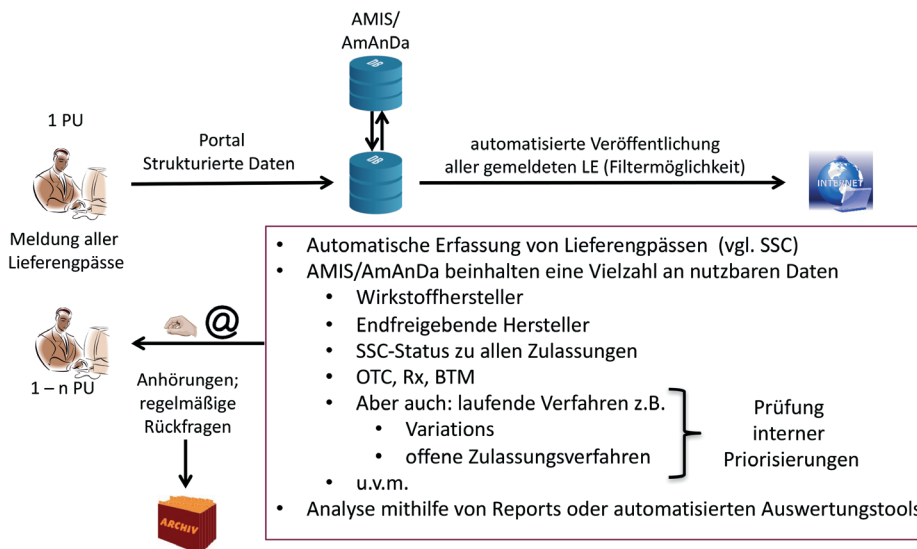 AMIS/
AmAnDa
DB
1 PU
Portal
Strukturierte Daten
DB
automatisierte Veröffentlichung
aller gemeldeten LE (Filtermöglichkeit)
INTERNET
Meldung aller
Lieferengpässe
• Automatische Erfassung von Lieferengpässen (vgl. SSC)
• AMIS/AmAnDa beinhalten eine Vielzahl an nutzbaren Daten
• Wirkstoffhersteller
• Endfreigebende Hersteller
• SSC-Status zu allen Zulassungen
• OTC, Rx, BTM
• Aber auch: laufende Verfahren z.B.
• Variations
• offene Zulassungsverfahren
• u.v.m.
• Analyse mithilfe von Reports oder automatisierten Auswertungstools
Prüfung
interner
Priorisierungen
@
1 – n PU
Anhörungen;
regelmäßige
Rückfragen
ARCHIV